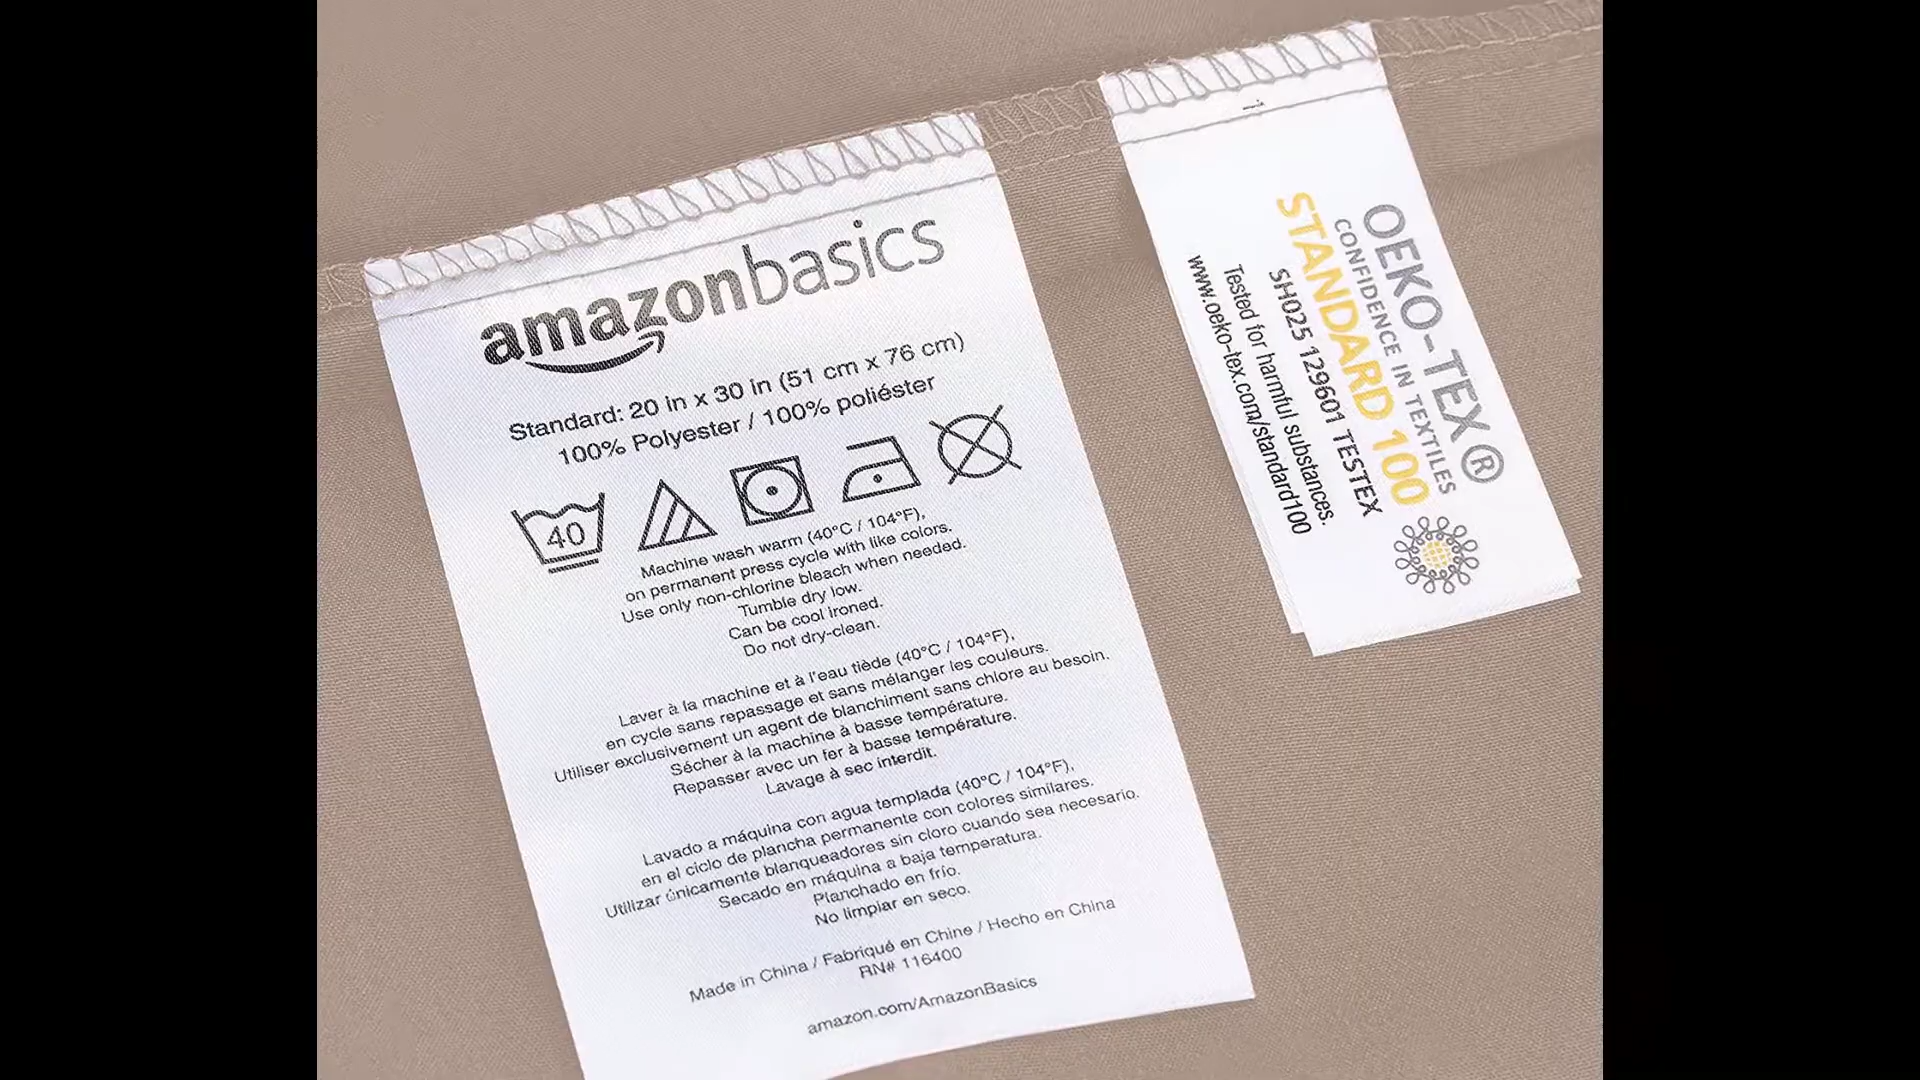 amazonbasics
Standard: 20 in x 30 in (51 cm x 76 cm)
100% Polyester / 100% poliéster
40
Machine wash warm (40°C / 104°F),
on permanent press cycle with like colors.
Use only non-chlorine bleach when needed.
Tumble dry low.
Can be cool ironed.
Do not dry-clean.
Laver à la machine et à l'eau tiède (40°C / 104°F),
en cycle sans repassage et sans mélanger les couleurs.
Utiliser exclusivement un agent de blanchiment sans chlore au besoin.
Sécher à la machine à basse température.
Repasser avec un fer à basse température.
Lavage à sec interdit.
Lavado a máquina con agua templada (40°C / 104°F),
en el ciclo de plancha permanente con colores similares.
Utilizar únicamente blanqueadores sin cloro cuando sea necesario.
Secado en máquina a baja temperatura.
Planchado en frío.
No limpiar en seco.
Made in China / Fabriqué en Chine / Hecho en China
RN# 116400
amazon.com/AmazonBasics
1
OEKO-TEX®
CONFIDENCE IN TEXTILES
STANDARD 100
SH025 129601 TESTEX
Tested for harmful substances.
www.oeko-tex.com/standard100